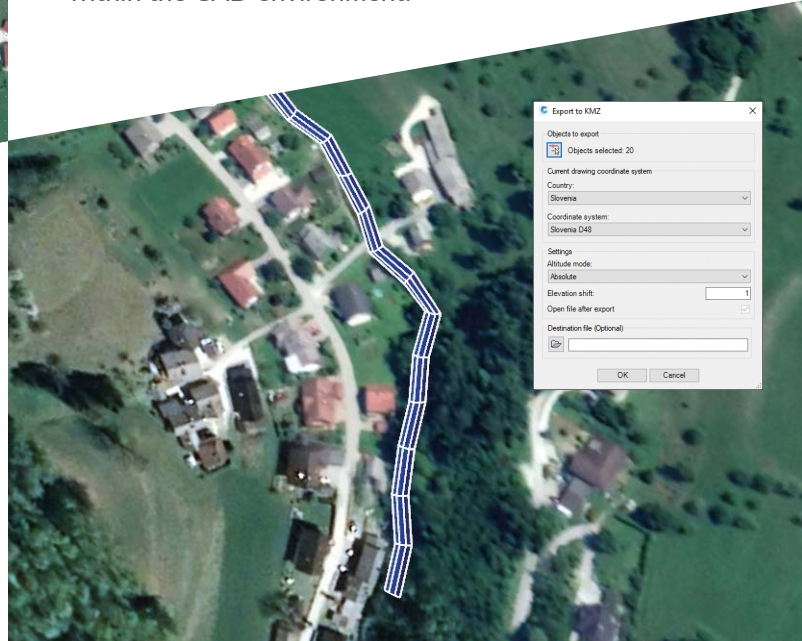 Export to KMZ
Objects to export
Objects selected: 20
Current drawing coordinate system
Country:
Slovenia
Coordinate system:
Slovenia D48
Settings
Altitude mode:
Absolute
Elevation shift:
1
Open file after export
Destination file (Optional)
OK
Cancel